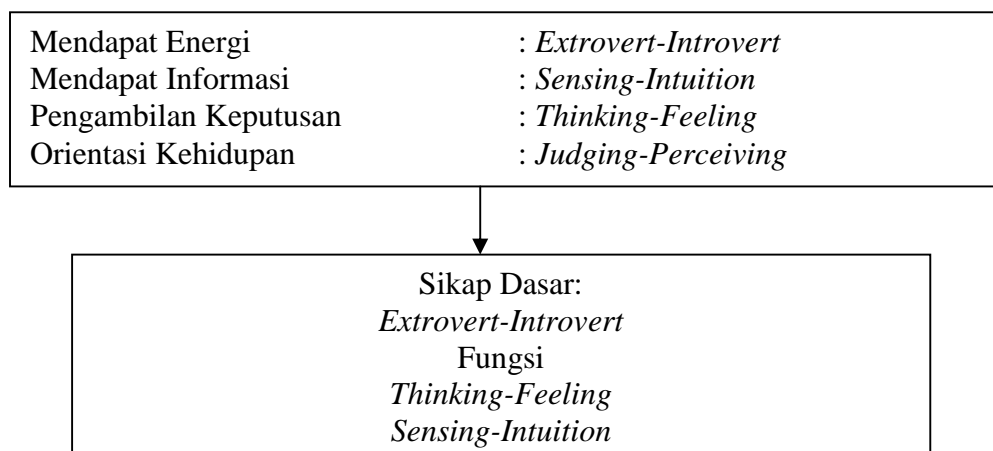 Mendapat Energi : Extrovert-Introvert
Mendapat Informasi : Sensing-Intuition
Pengambilan Keputusan : Thinking-Feeling
Orientasi Kehidupan : Judging-Perceiving
Sikap Dasar:
Extrovert-Introvert
Fungsi
Thinking-Feeling
Sensing-Intuition